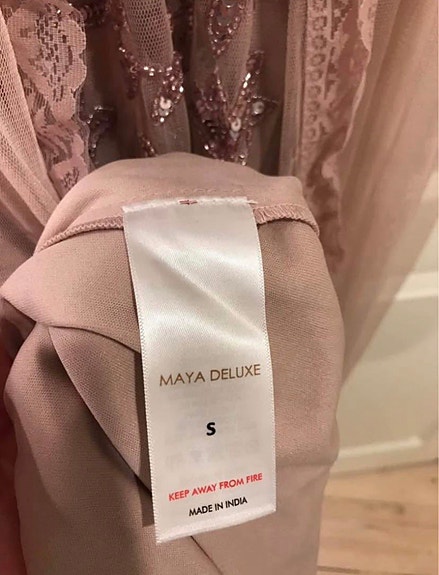 MAYA DELUXE
S
KEEP AWAY FROM FIRE
MADE IN INDIA